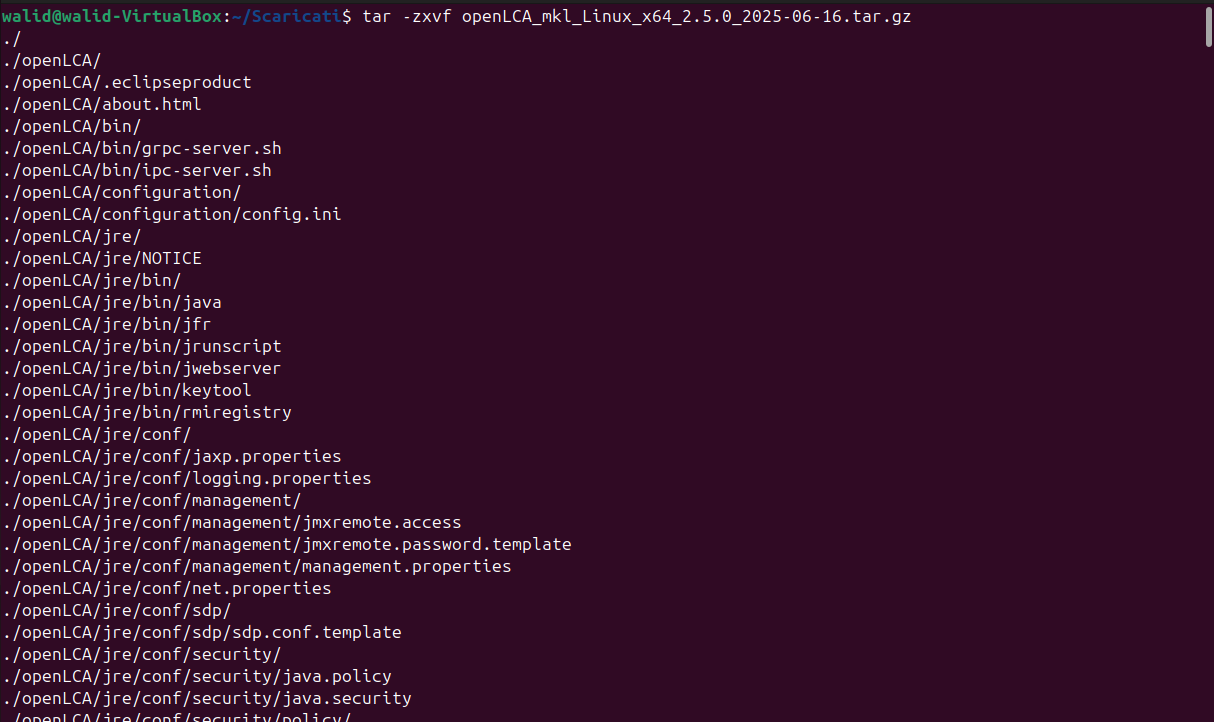 walid@walid-VirtualBox:~/Scaricati$ tar -zxvf openLCA_mkl_Linux_x64_2.5.0_2025-06-16.tar.gz
./
./openLCA/
./openLCA/.eclipseproduct
./openLCA/about.html
./openLCA/bin/
./openLCA/bin/grpc-server.sh
./openLCA/bin/ipc-server.sh
./openLCA/configuration/
./openLCA/configuration/config.ini
./openLCA/jre/
./openLCA/jre/NOTICE
./openLCA/jre/bin/
./openLCA/jre/bin/java
./openLCA/jre/bin/jfr
./openLCA/jre/bin/jrunscript
./openLCA/jre/bin/jwebserver
./openLCA/jre/bin/keytool
./openLCA/jre/bin/rmiregistry
./openLCA/jre/conf/
./openLCA/jre/conf/jaxp.properties
./openLCA/jre/conf/logging.properties
./openLCA/jre/conf/management/
./openLCA/jre/conf/management/jmxremote.access
./openLCA/jre/conf/management/jmxremote.password.template
./openLCA/jre/conf/management/management.properties
./openLCA/jre/conf/net.properties
./openLCA/jre/conf/sdp/
./openLCA/jre/conf/sdp/sdp.conf.template
./openLCA/jre/conf/security/
./openLCA/jre/conf/security/java.policy
./openLCA/jre/conf/security/java.security
./openLCA/jre/conf/security/policy/